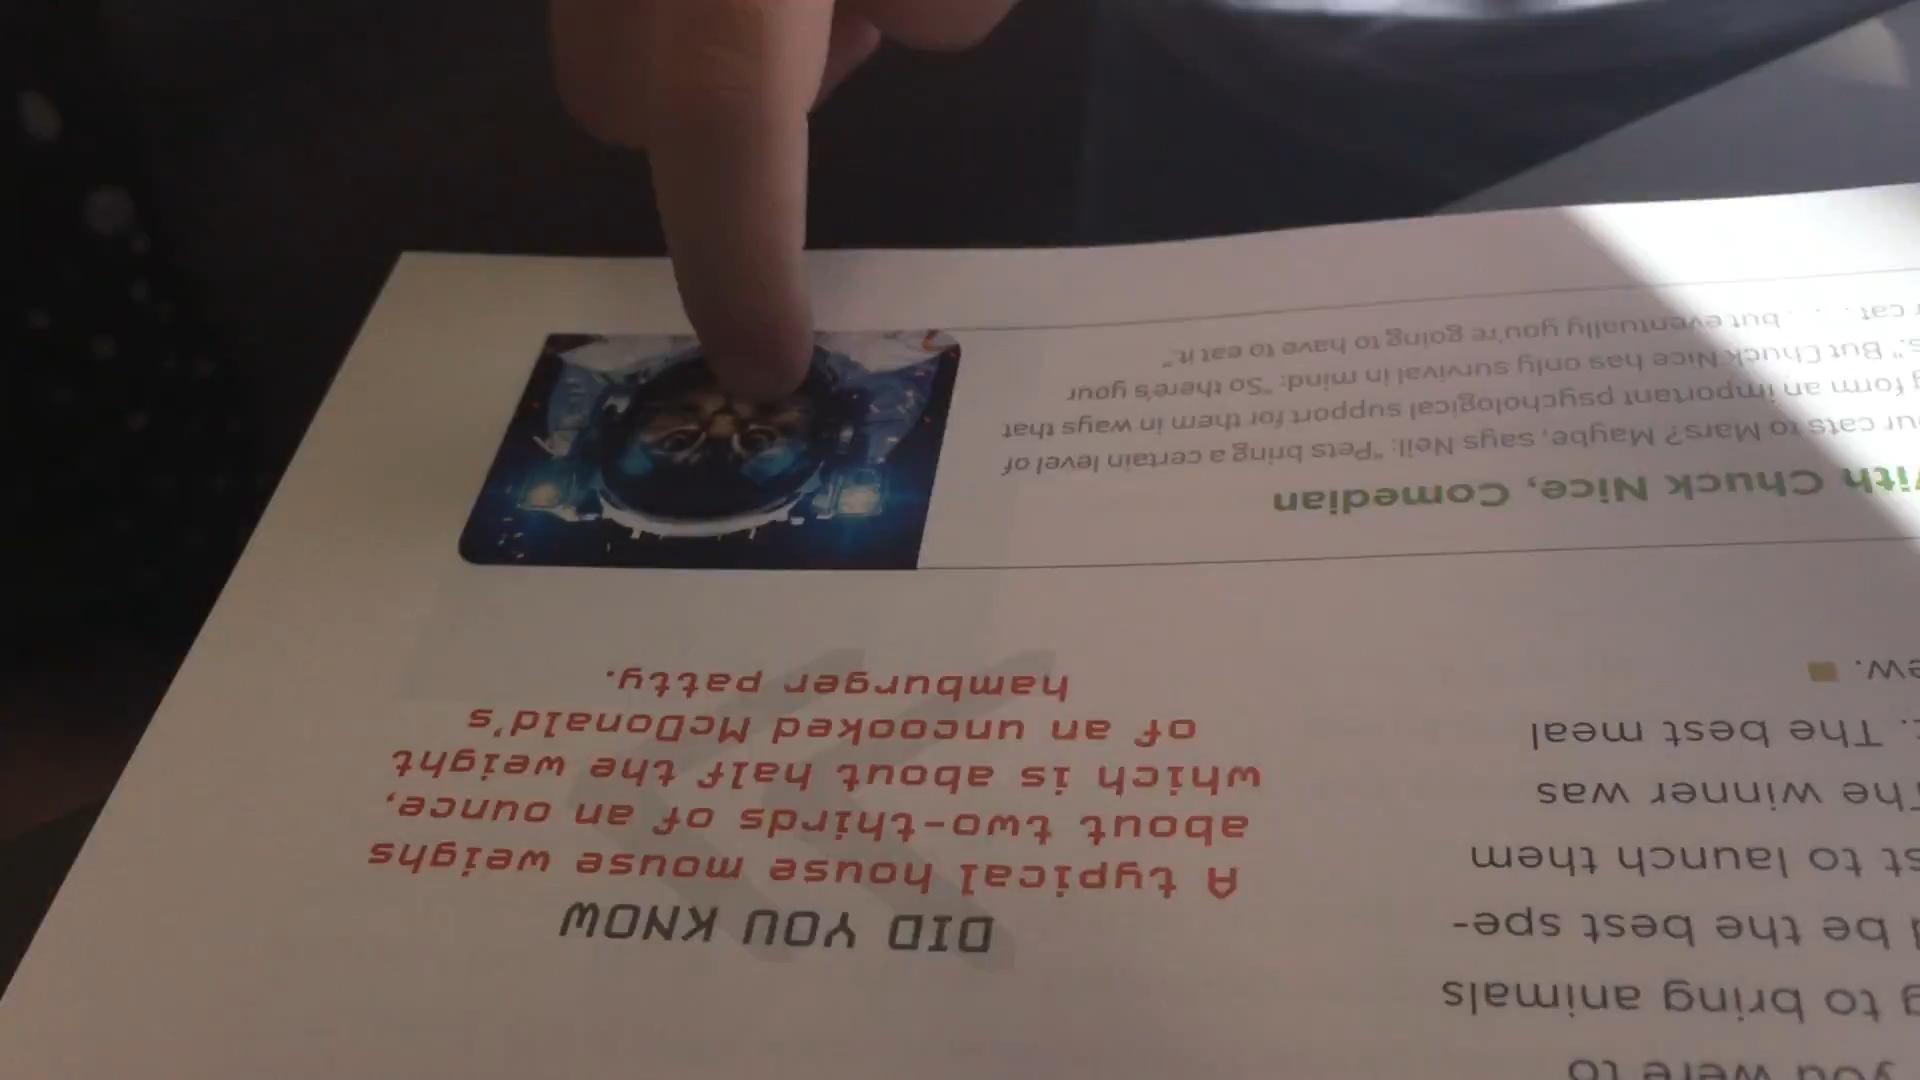 you were to
g to bring animals
be the best spe-
st to launch them
The winner was
t. The best meal
ew.
DID YOU KNOW
A typical house mouse weighs
about two-thirds of an ounce,
which is about half the weight
of an uncooked McDonald's
hamburger patty.
With Chuck Nice, Comedian
our cats to Mars? Maybe, says Neil: "Pets bring a certain level of
form an important psychological support for them in ways that
." But Chuck Nice has only survival in mind: "So there's your
cat . . . but eventually you're going to have to eat it."